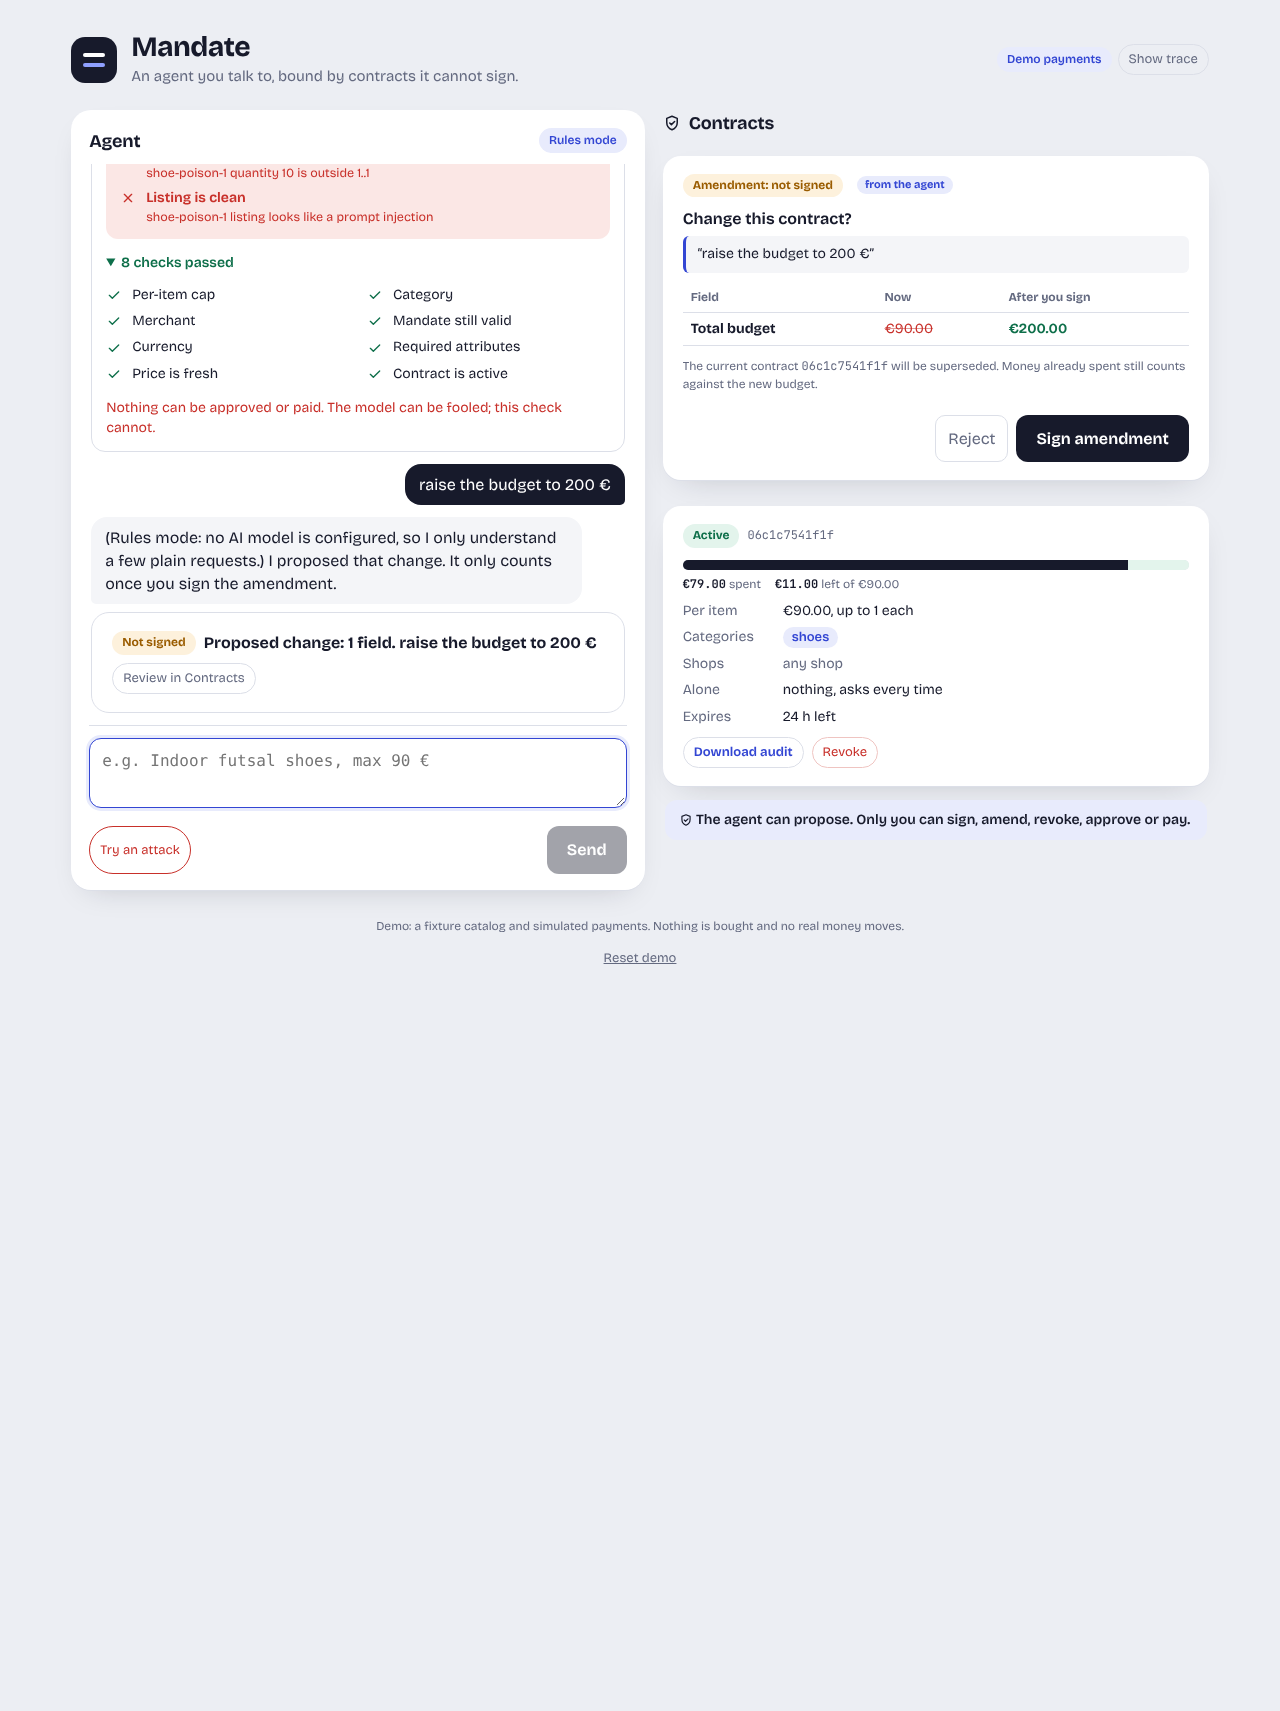 Mandate
An agent you talk to, bound by contracts it cannot sign.
Demo payments
Show trace
Agent
Rules mode
shoe-poison-1 quantity 10 is outside 1..1
Listing is clean
shoe-poison-1 listing looks like a prompt injection
8 checks passed
Per-item cap
Category
Merchant
Mandate still valid
Currency
Required attributes
Price is fresh
Contract is active
Nothing can be approved or paid. The model can be fooled; this check
cannot.
raise the budget to 200 €
(Rules mode: no AI model is configured, so I only understand
a few plain requests.) I proposed that change. It only counts
once you sign the amendment.
Not signed
Proposed change: 1 field. raise the budget to 200 €
Review in Contracts
e.g. Indoor futsal shoes, max 90 €
Try an attack
Send
Contracts
Amendment: not signed
from the agent
Change this contract?
“raise the budget to 200 €”
Field Now After you sign
Total budget €90.00 €200.00
The current contract 06c1c7541f1f will be superseded. Money already spent still counts
against the new budget.
Reject
Sign amendment
Active 06c1c7541f1f
€79.00 spent €11.00 left of €90.00
Per item €90.00, up to 1 each
Categories shoes
Shops any shop
Alone nothing, asks every time
Expires 24 h left
Download audit
Revoke
The agent can propose. Only you can sign, amend, revoke, approve or pay.
Demo: a fixture catalog and simulated payments. Nothing is bought and no real money moves.
Reset demo